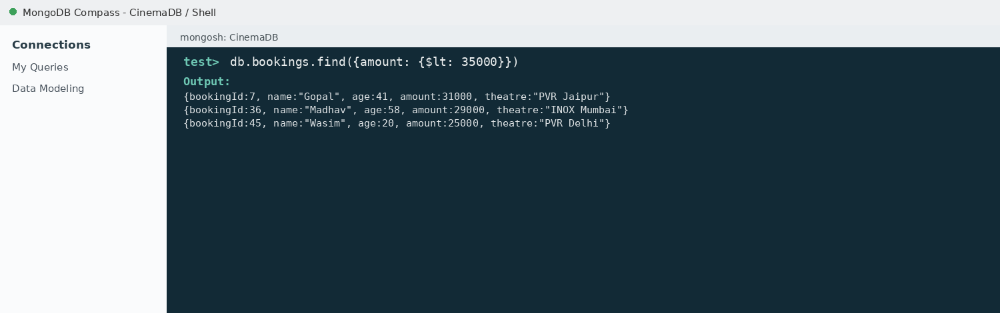 MongoDB Compass - CinemaDB / Shell
Connections
My Queries
Data Modeling
mongosh: CinemaDB
test> db.bookings.find({amount: {$lt: 35000}})
Output:
{bookingId:7, name:"Gopal", age:41, amount:31000, theatre:"PVR Jaipur"}
{bookingId:36, name:"Madhav", age:58, amount:29000, theatre:"INOX Mumbai"}
{bookingId:45, name:"Wasim", age:20, amount:25000, theatre:"PVR Delhi"}